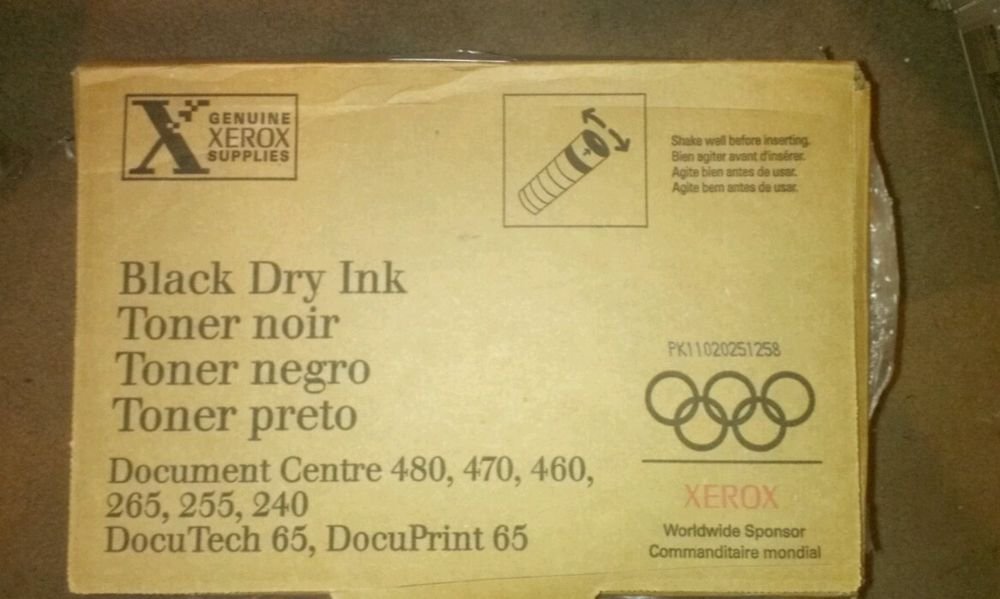 GENUINE
XEROX
SUPPLIES
Shake well before inserting.
Bien agiter avant d'insérer.
Agite bien antes de usar.
Agite bem antes de usar.
Black Dry Ink
Toner noir
Toner negro
Toner preto
Document Centre 480, 470, 460,
265, 255, 240
DocuTech 65, DocuPrint 65
PK11020251258
XEROX
Worldwide Sponsor
Commanditaire mondial